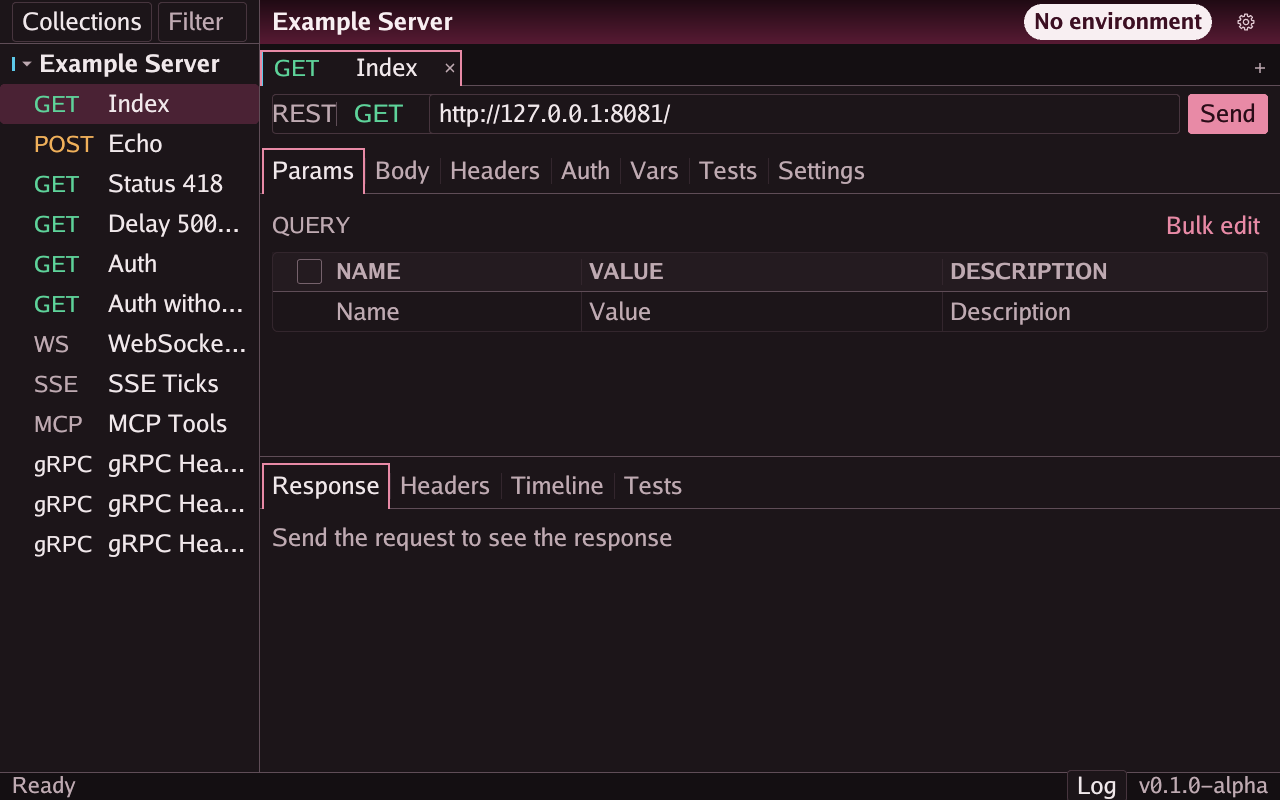 Collections Filter Example Server No environment
Example Server
GET Index ×
+
GET Index
REST GET http://127.0.0.1:8081/ Send
POST Echo
Params Body Headers Auth Vars Tests Settings
GET Status 418
GET Delay 500...
QUERY Bulk edit
GET Auth
NAME VALUE DESCRIPTION
GET Auth witho...
Name Value Description
WS WebSocke...
SSE SSE Ticks
MCP MCP Tools
gRPC gRPC Hea...
Response Headers Timeline Tests
gRPC gRPC Hea...
gRPC gRPC Hea...
Send the request to see the response
Ready Log v0.1.0-alpha